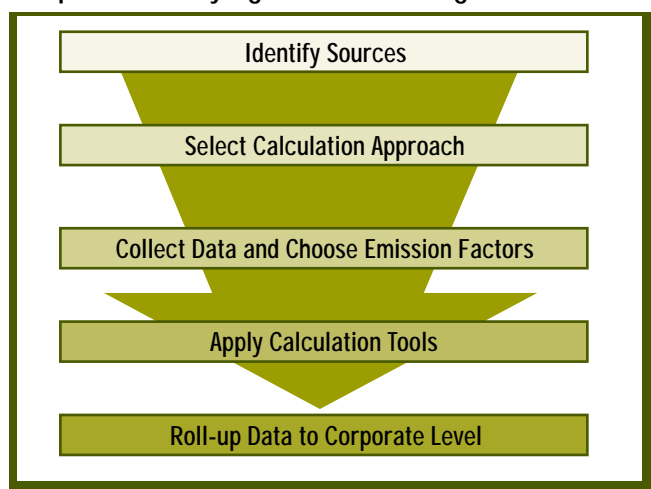 Identify Sources
Select Calculation Approach
Collect Data and Choose Emission Factors
Apply Calculation Tools
Roll-up Data to Corporate Level